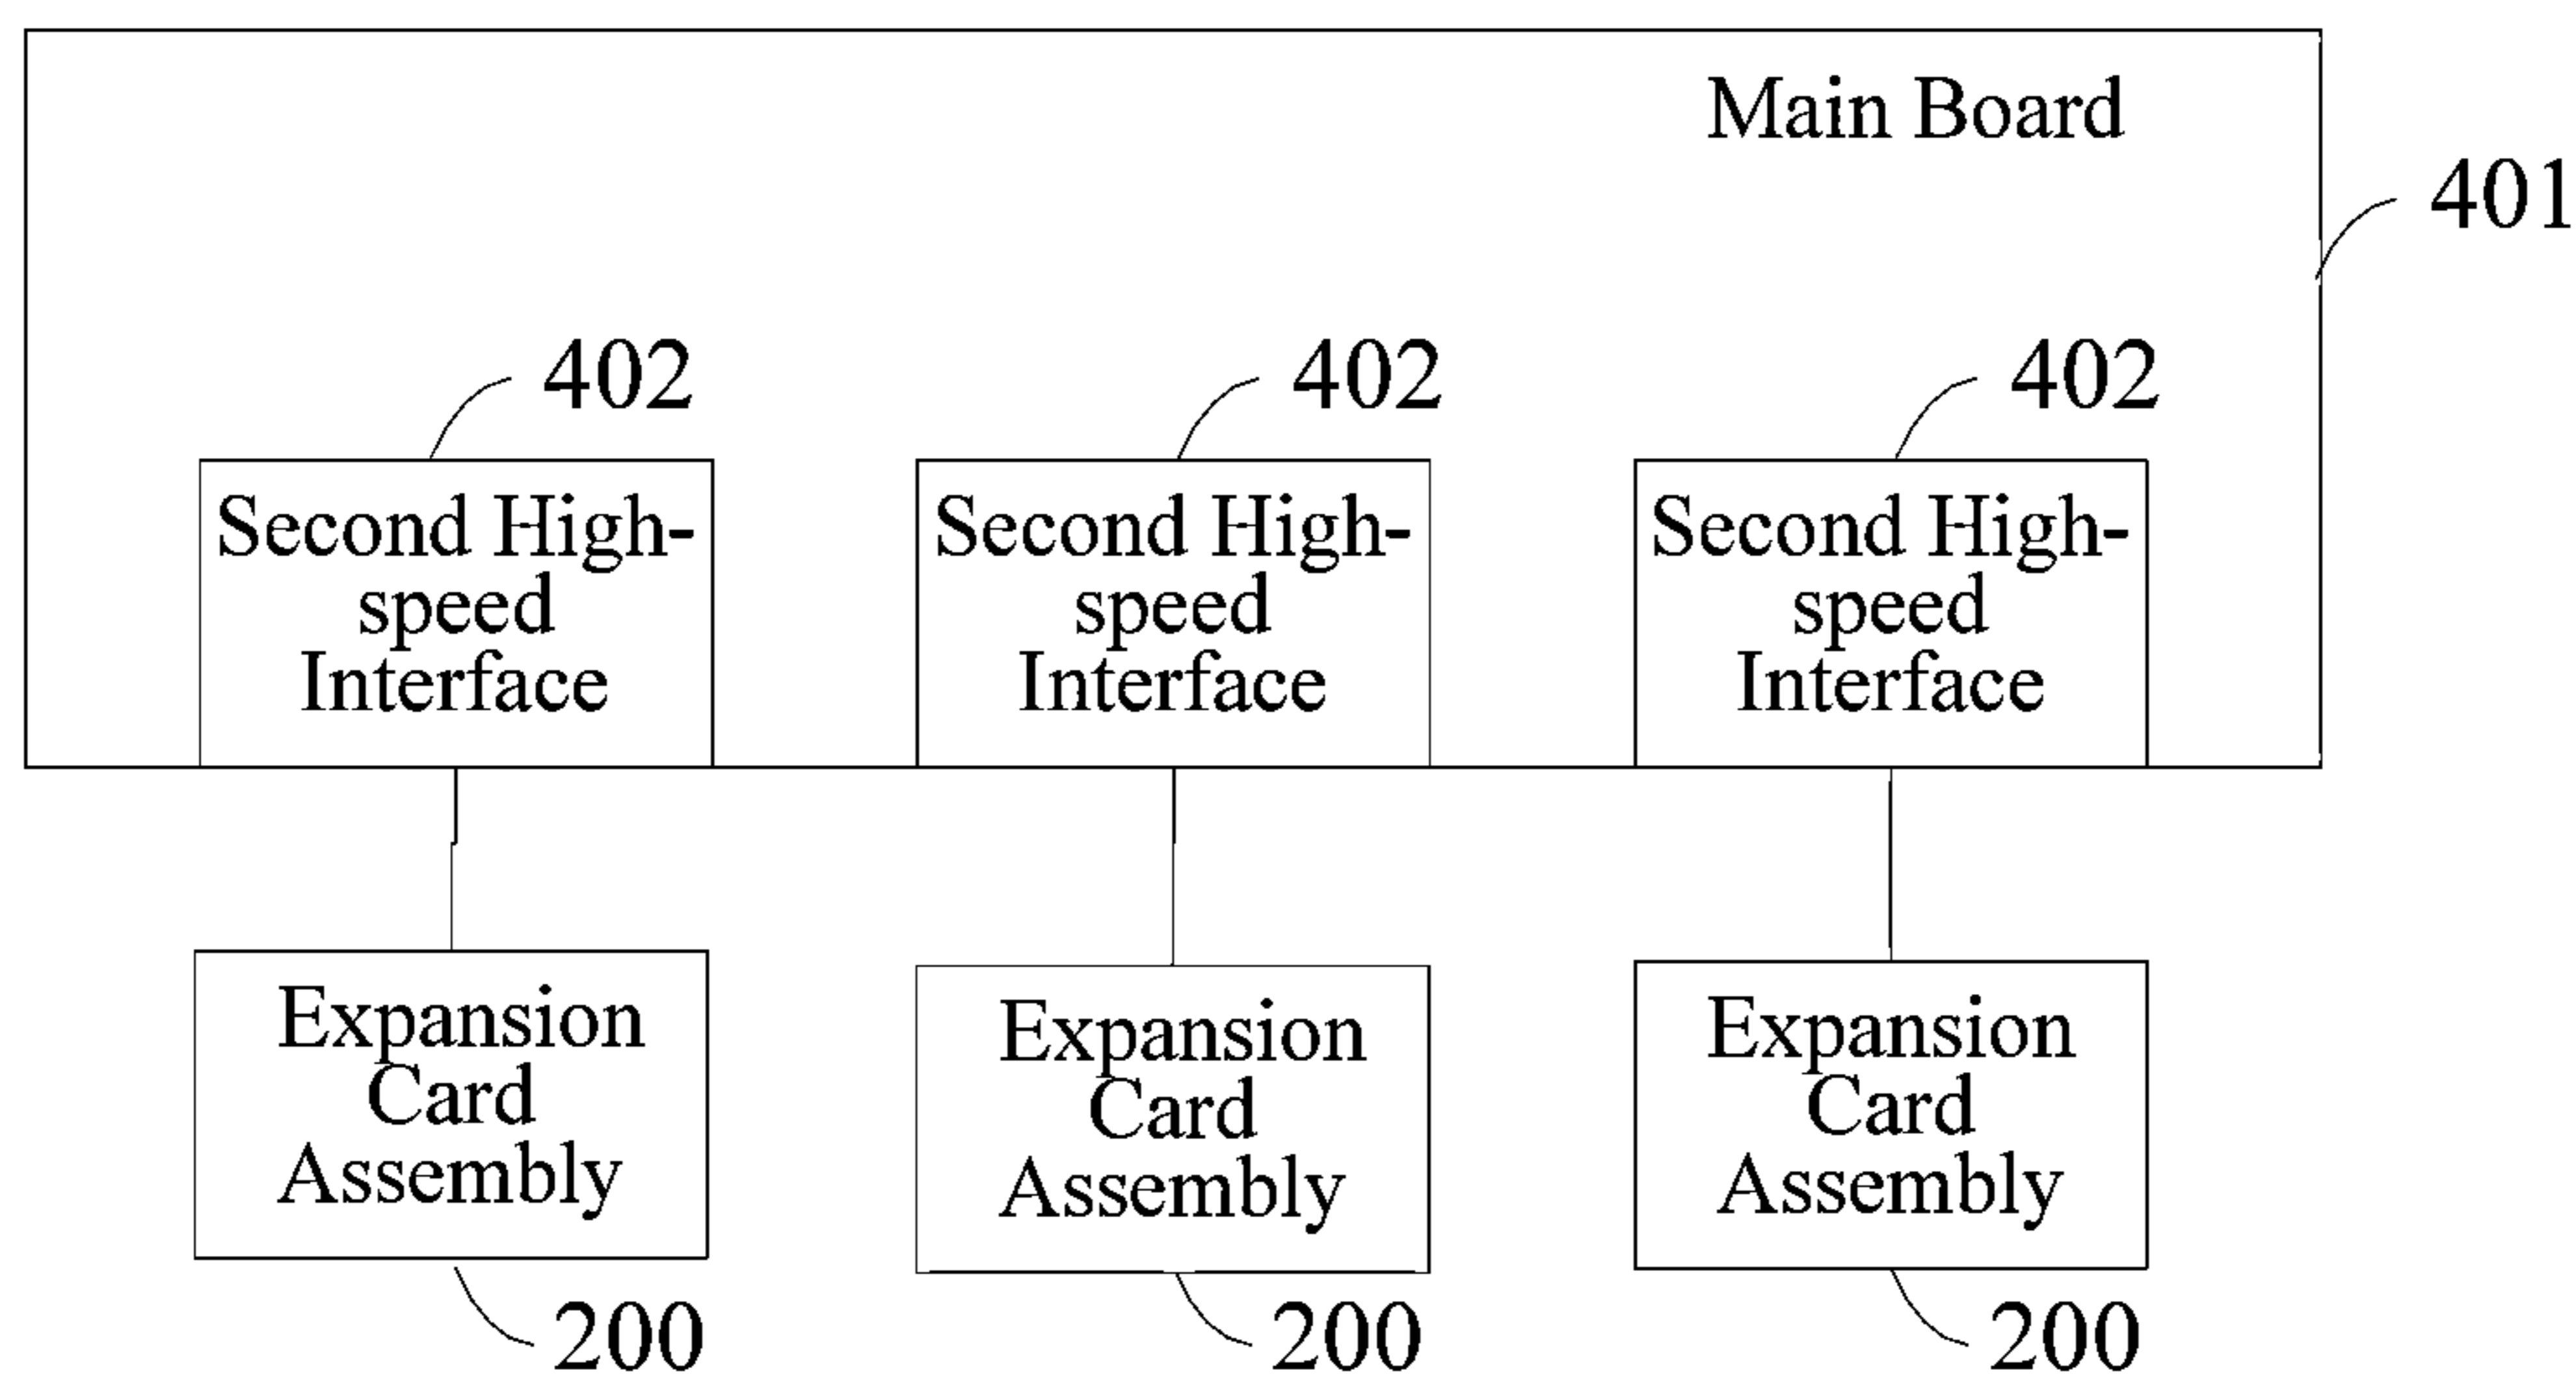 Main Board
401
402
402
402
Second High-
speed
Interface
Second High-
speed
Interface
Second High-
speed
Interface
Expansion
Card
Assembly
Expansion
Card
Assembly
Expansion
Card
Assembly
200
200
200